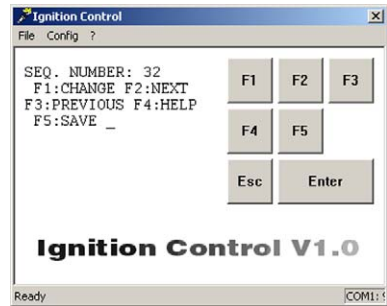 Ignition Control
File Config ?
SEQ. NUMBER: 32
F1:CHANGE F2:NEXT
F3:PREVIOUS F4:HELP
F5:SAVE _
F1 F2 F3
F4 F5
Esc Enter
Ignition Control V1.0
Ready COM1: